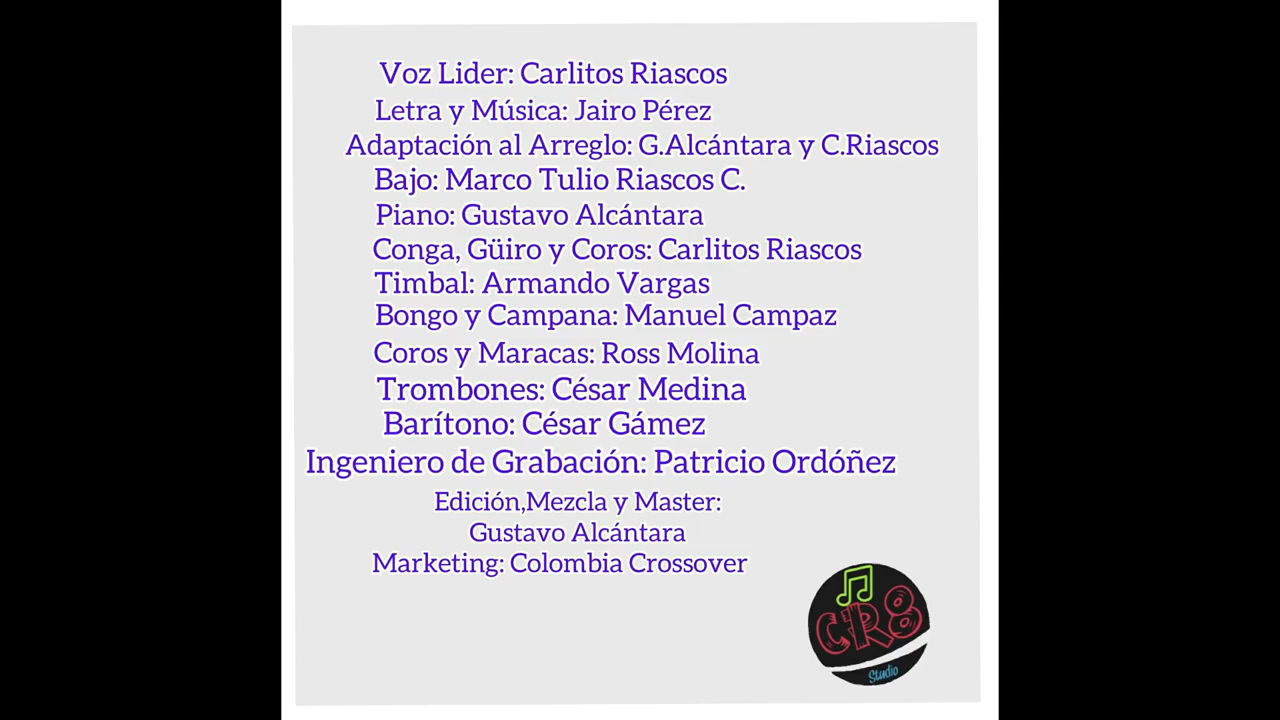 Voz Lider: Carlitos Riascos
Letra y Música: Jairo Pérez
Adaptación al Arreglo: G.Alcántara y C.Riascos
Bajo: Marco Tulio Riascos C.
Piano: Gustavo Alcántara
Conga, Güiro y Coros: Carlitos Riascos
Timbal: Armando Vargas
Bongo y Campana: Manuel Campaz
Coros y Maracas: Ross Molina
Trombones: César Medina
Barítono: César Gámez
Ingeniero de Grabación: Patricio Ordóñez
Edición,Mezcla y Master:
Gustavo Alcántara
Marketing: Colombia Crossover
CR8
Studio